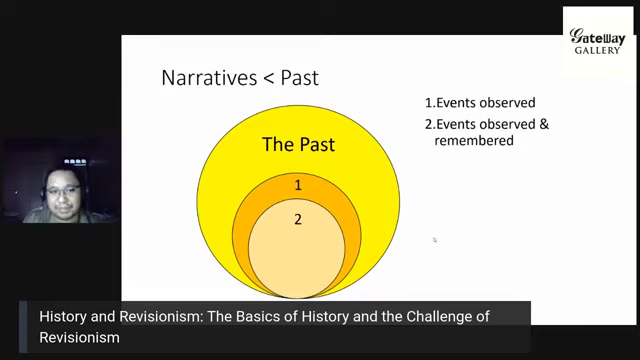 GateWay
GALLERY
Narratives < Past
1.Events observed
2.Events observed &
remembered
The Past
1
2
History and Revisionism: The Basics of History and the Challenge of
Revisionism